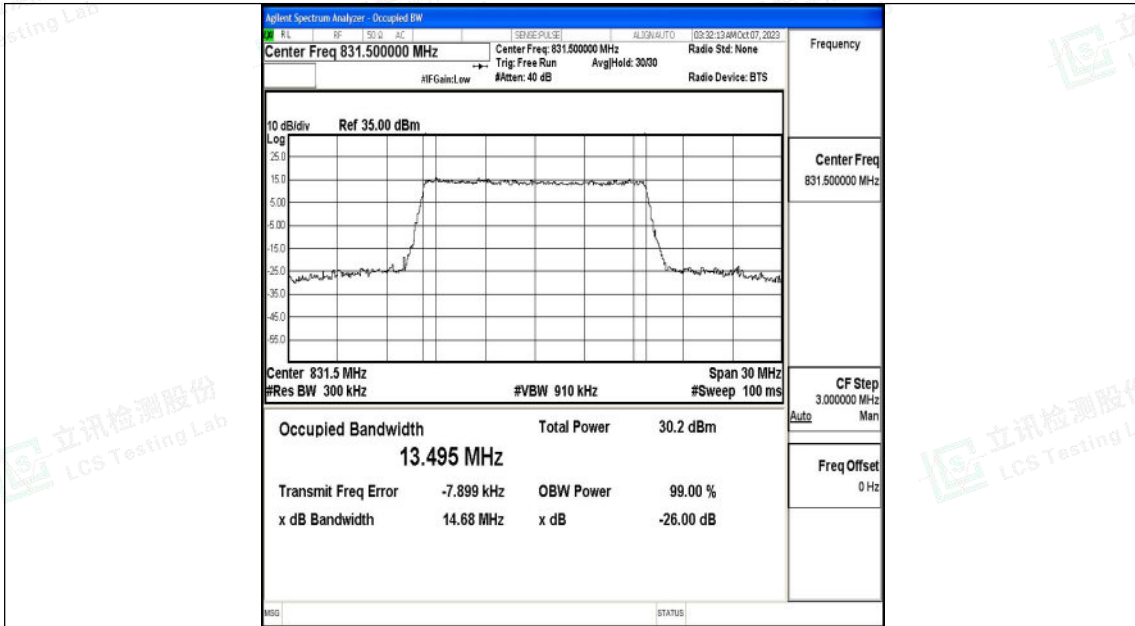 Agilent Spectrum Analyzer - Occupied BW
RL RF 50 Ω AC SENSE:PULSE ALIGN AUTO 03:32:13 AM Oct 07, 2023
Center Freq 831.500000 MHz
Center Freq: 831.500000 MHz
Radio Std: None
Trig: Free Run Avg|Hold: 30/30
#IFGain:Low #Atten: 40 dB Radio Device: BTS
10 dB/div Ref 35.00 dBm
Log
25.0
15.0
5.00
-5.00
-15.0
-25.0
-35.0
-45.0
-55.0
Center 831.5 MHz Span 30 MHz
#Res BW 300 kHz #VBW 910 kHz #Sweep 100 ms
Occupied Bandwidth Total Power 30.2 dBm
13.495 MHz
Transmit Freq Error -7.899 kHz OBW Power 99.00 %
x dB Bandwidth 14.68 MHz x dB -26.00 dB
MSG STATUS
Frequency
Center Freq
831.500000 MHz
CF Step
3.000000 MHz
Auto Man
Freq Offset
0 Hz
立讯检测股份
LCS Testing Lab
立讯检测股份
LCS Testing L
sting Lab